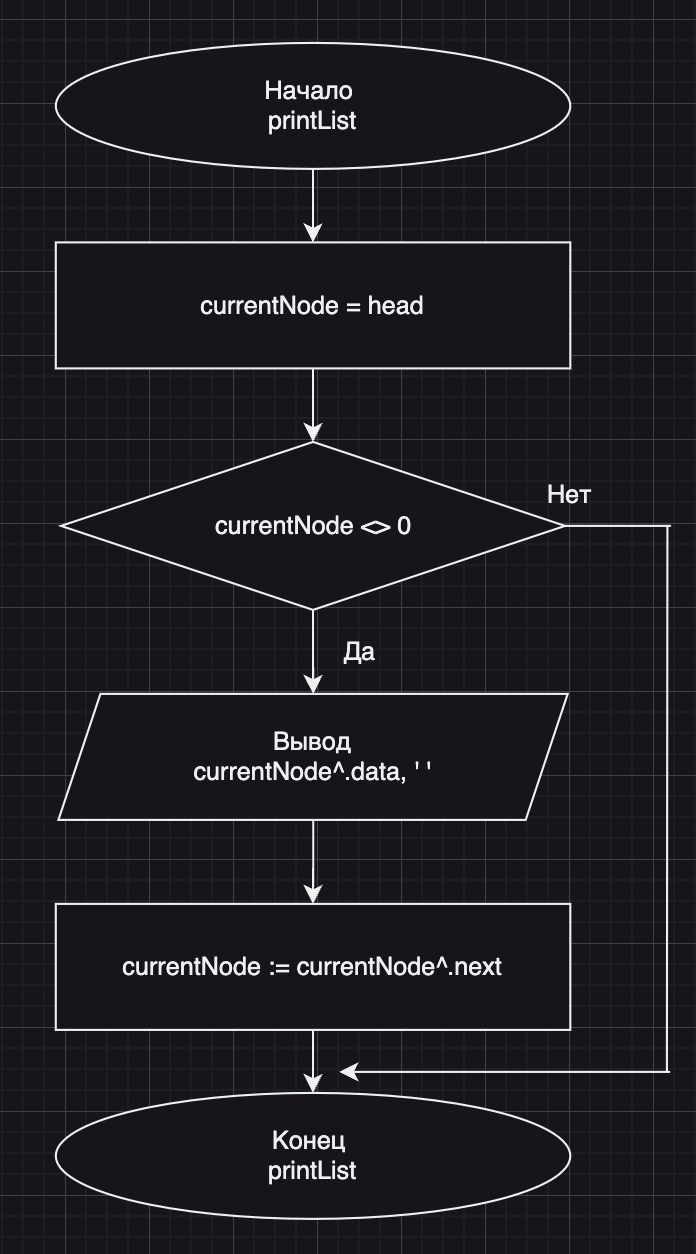 Начало
printList
currentNode = head
Нет
currentNode <> 0
Да
Вывод
currentNode^.data, ' '
currentNode := currentNode^.next
Конец
printList